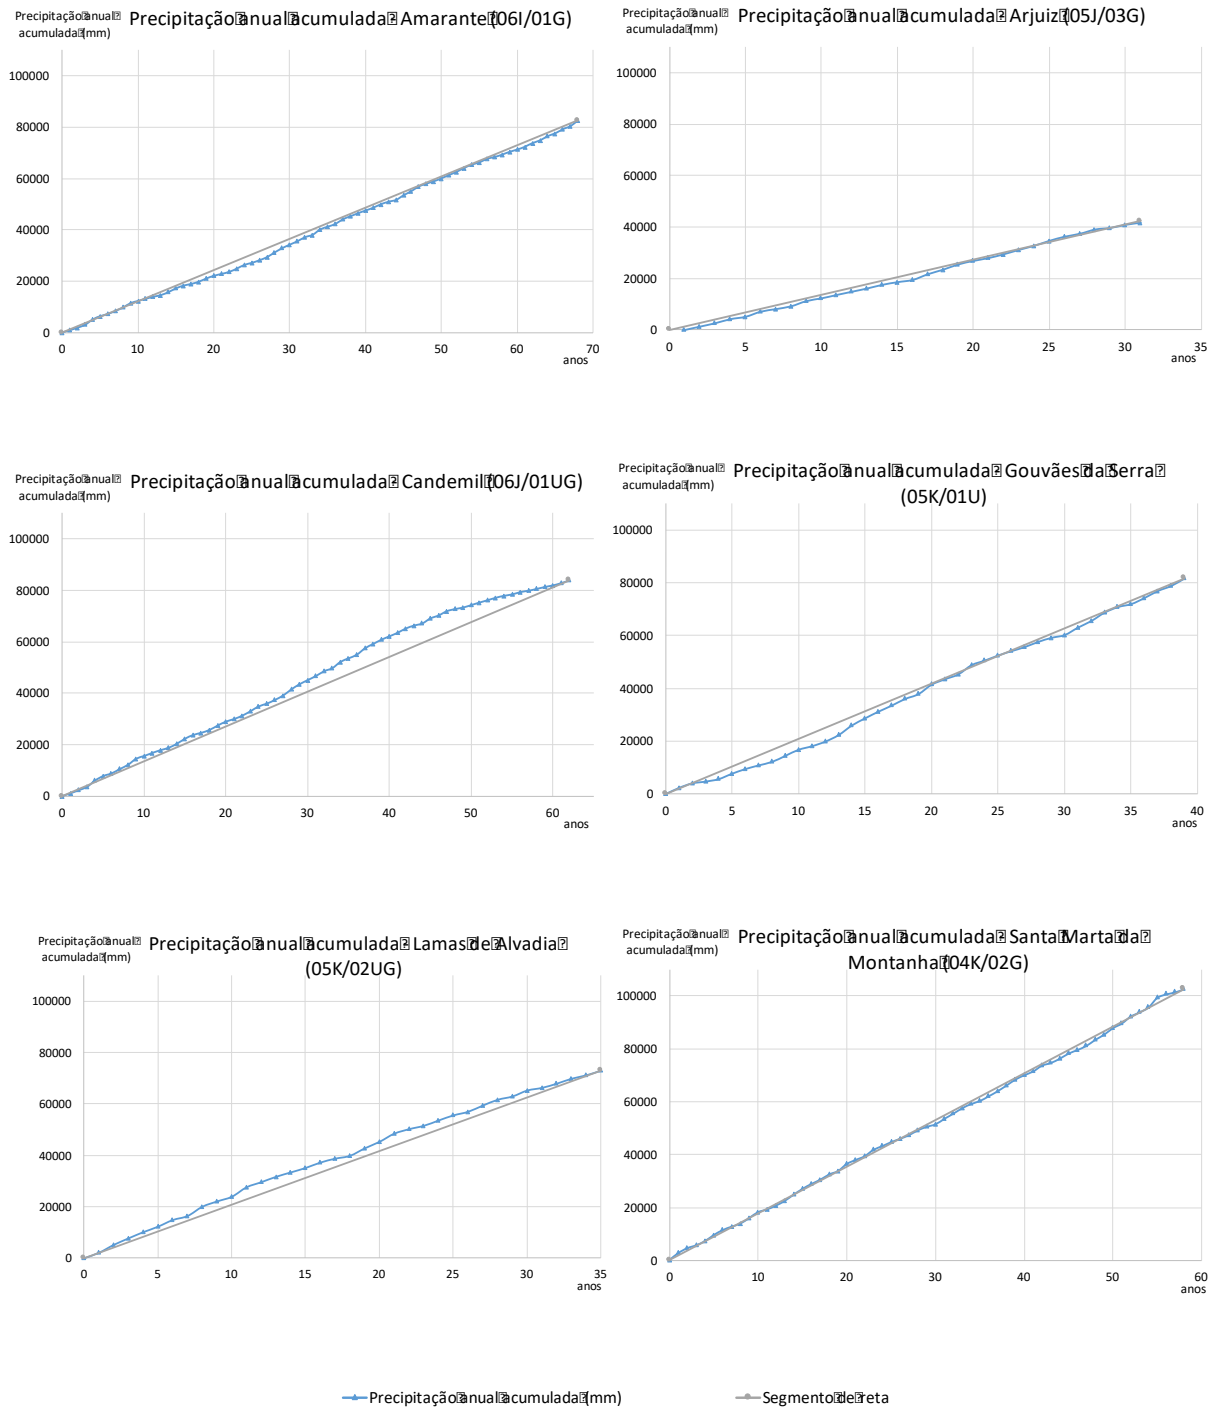 Precipitação anual acumulada (mm)
Precipitação anual acumulada - Amarante (06I/01G)
100000
80000
60000
40000
20000
0
0 10 20 30 40 50 60 70
anos
Precipitação anual acumulada (mm)
Precipitação anual acumulada - Arjuiz (05J/03G)
100000
80000
60000
40000
20000
0
0 5 10 15 20 25 30 35
anos
Precipitação anual
acumulada (mm)
Precipitação anual acumulada - Candemil (06J/01UG)
100000
80000
60000
40000
20000
0
0 10 20 30 40 50 60
anos
Precipitação anual
acumulada (mm)
Precipitação anual acumulada - Gouvães da Serra
(05K/01U)
100000
80000
60000
40000
20000
0
0 5 10 15 20 25 30 35 40
anos
Precipitação anual
acumulada (mm)
Precipitação anual acumulada - Lamas de Alvadia
(05K/02UG)
100000
80000
60000
40000
20000
0
0 5 10 15 20 25 30 35
anos
Precipitação anual
acumulada (mm)
Precipitação anual acumulada - Santa Marta da
Montanha (04K/02G)
100000
80000
60000
40000
20000
0
0 10 20 30 40 50 60
anos
Precipitação anual acumulada (mm)
Segmento de reta